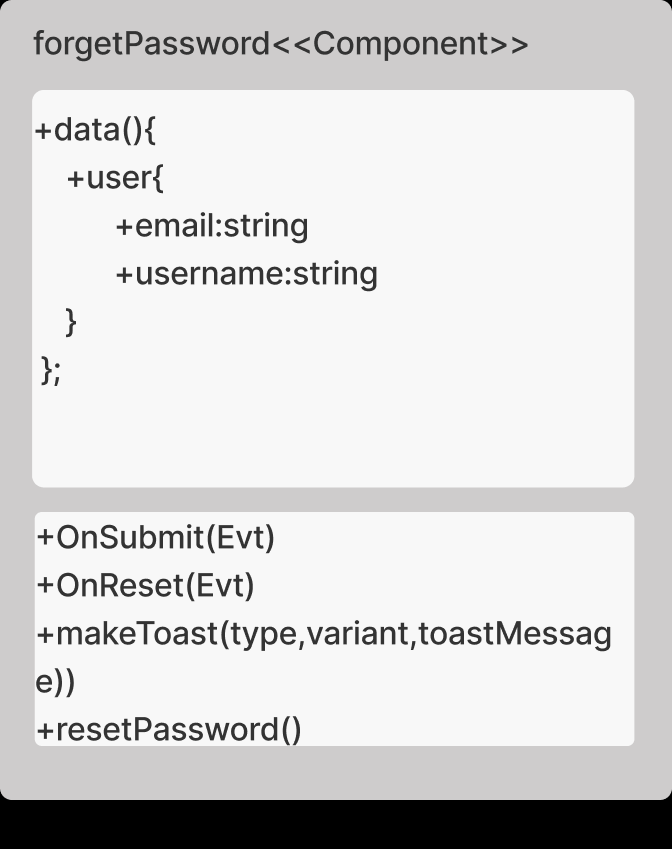 forgetPassword<<Component>>
+data(){
+user{
+email:string
+username:string
}
};
+OnSubmit(Evt)
+OnReset(Evt)
+makeToast(type,variant,toastMessag
e))
+resetPassword()